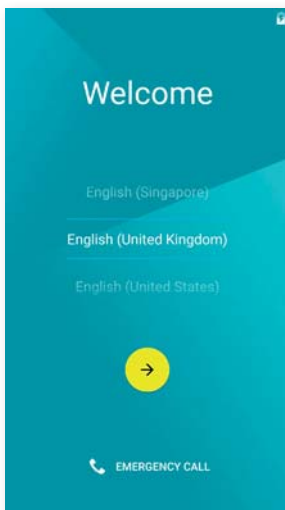 Welcome
English (Singapore)
English (United Kingdom)
English (United States)
EMERGENCY CALL